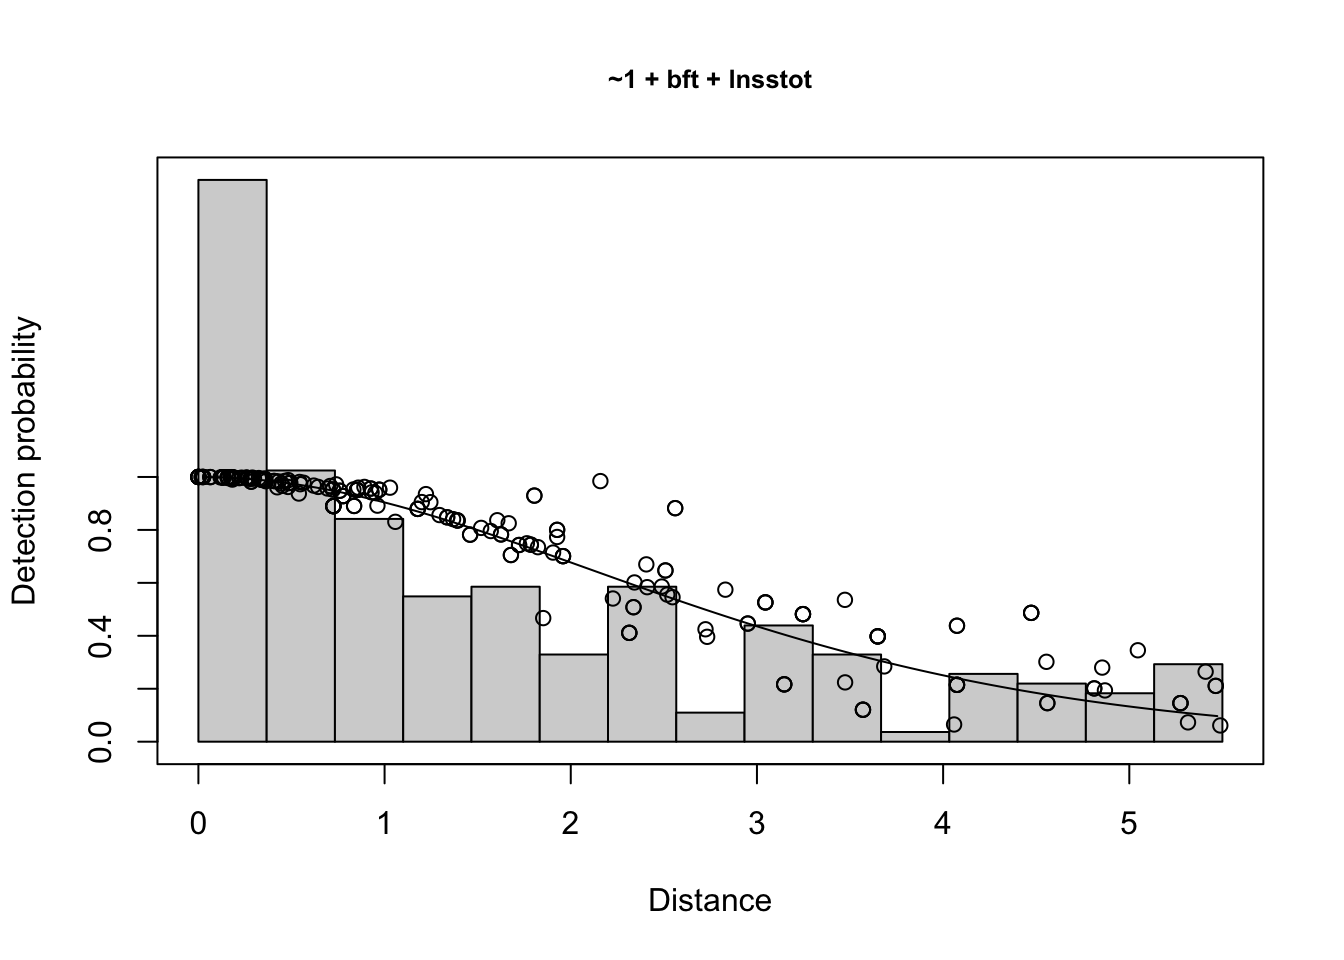 ~1 + bft + lnsstot
Detection probability
0.8
0.4
0.0
0 1 2 3 4 5
Distance